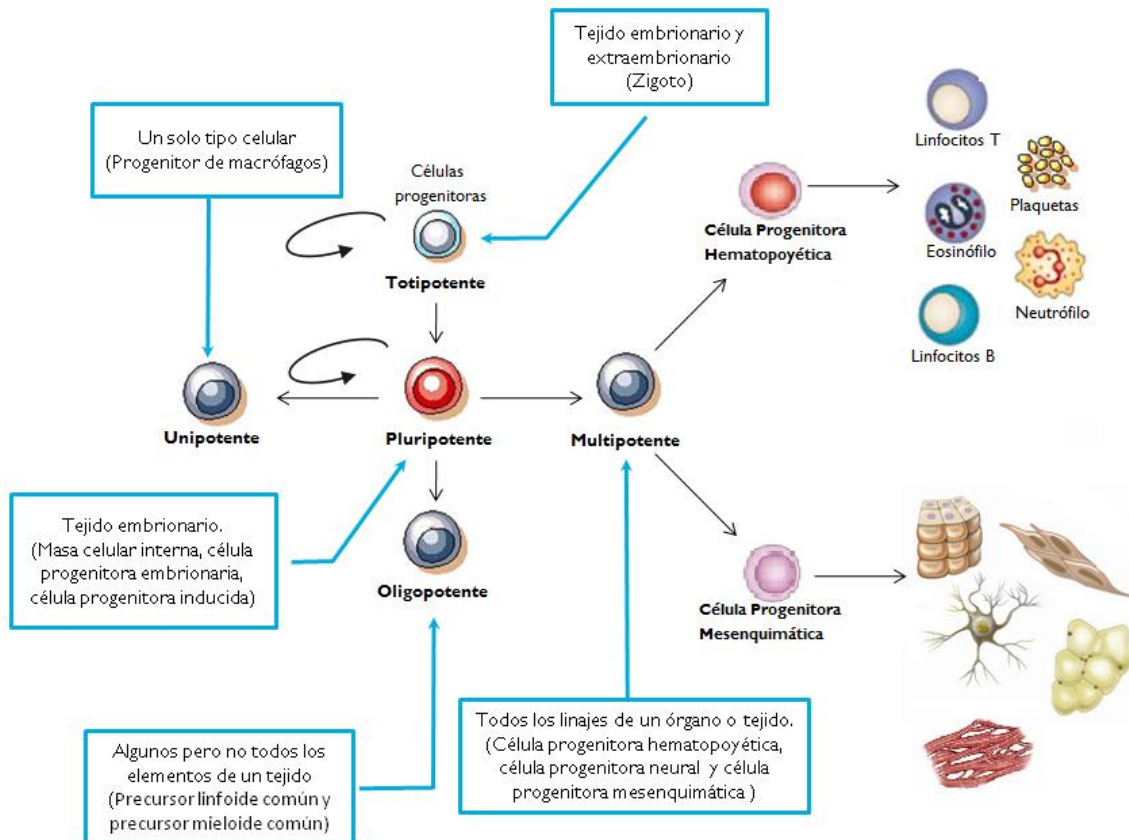 Tejido embrionario y
extraembrionario
(Zigoto)
Un solo tipo celular
(Progenitor de macrófagos)
Células
progenitoras
Totipotente
Célula Progenitora
Hematopoyética
Linfocitos T
Plaquetas
Eosinófilo
Neutrófilo
Linfocitos B
Unipotente
Pluripotente
Multipotente
Tejido embrionario.
(Masa celular interna, célula
progenitora embrionaria,
célula progenitora inducida)
Oligopotente
Célula Progenitora
Mesenquimática
Algunos pero no todos los
elementos de un tejido
(Precursor linfoide común y
precursor mieloide común)
Todos los linajes de un órgano o tejido.
(Célula progenitora hematopoyética,
célula progenitora neural y célula
progenitora mesenquimática )